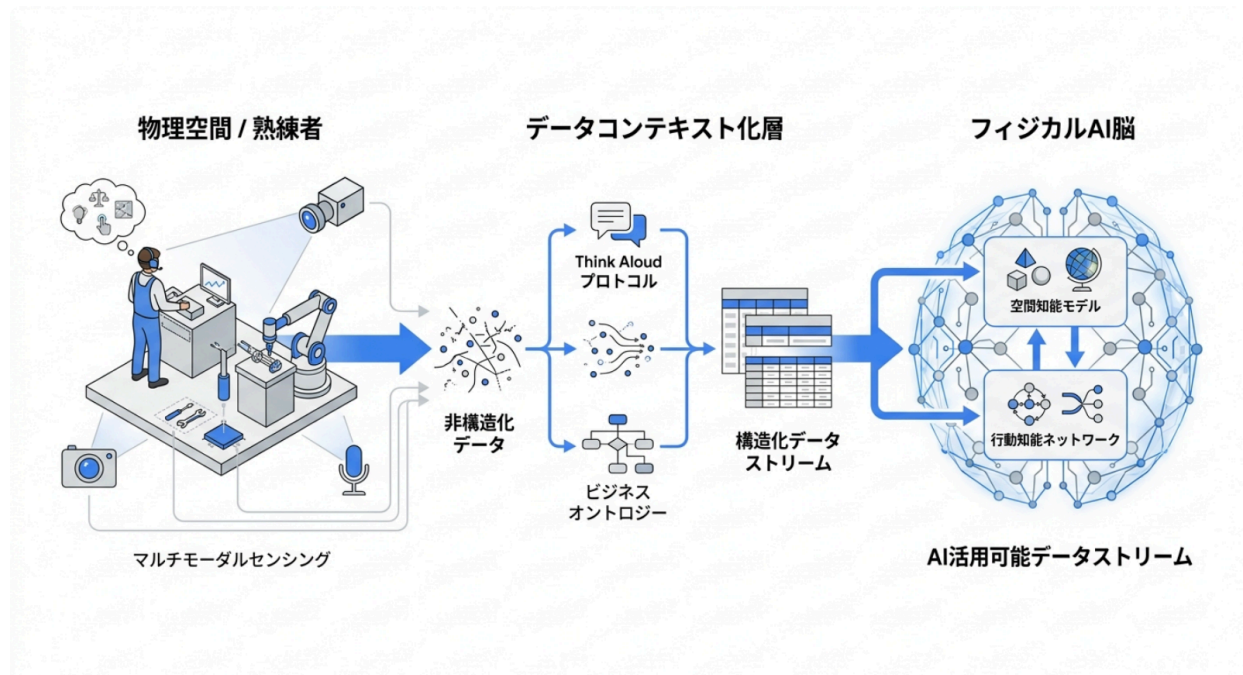 物理空間 / 熟練者
データコンテキスト化層
フィジカルAI脳
Think Aloud
プロトコル
空間知能モデル
非構造化
データ
構造化データ
ストリーム
行動知能ネットワーク
ビジネス
オントロジー
マルチモーダルセンシング
AI活用可能データストリーム